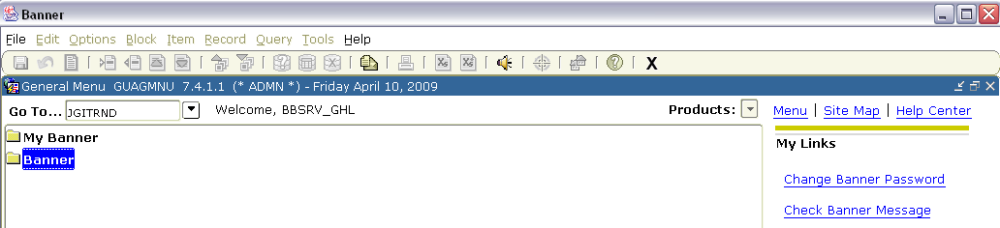 Banner
File Edit Options Block Item Record Query Tools Help
X
General Menu GUAGMNU 7.4.1.1 (* ADMN *) - Friday April 10, 2009
Go To... JGITRND Welcome, BBSRV_GHL Products: Menu | Site Map | Help Center
My Banner
My Links
Banner
Change Banner Password
Check Banner Message